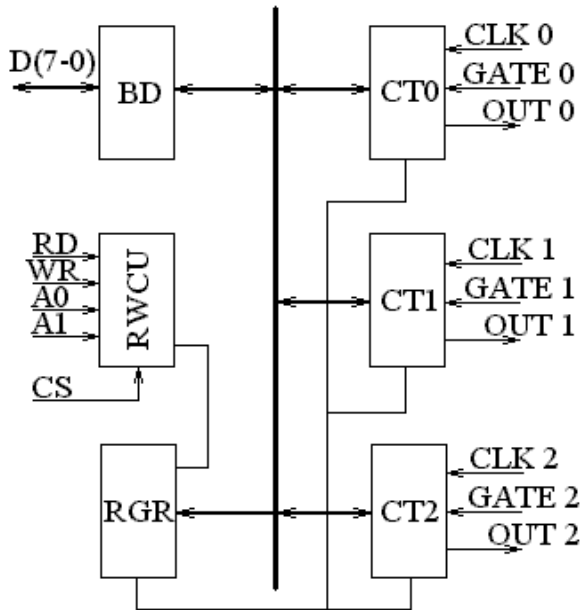 D(7-0)
BD
CT0
CLK 0
GATE 0
OUT 0
RD
WR
A0
A1
CS
RWCU
CT1
CLK 1
GATE 1
OUT 1
RGR
CT2
CLK 2
GATE 2
OUT 2